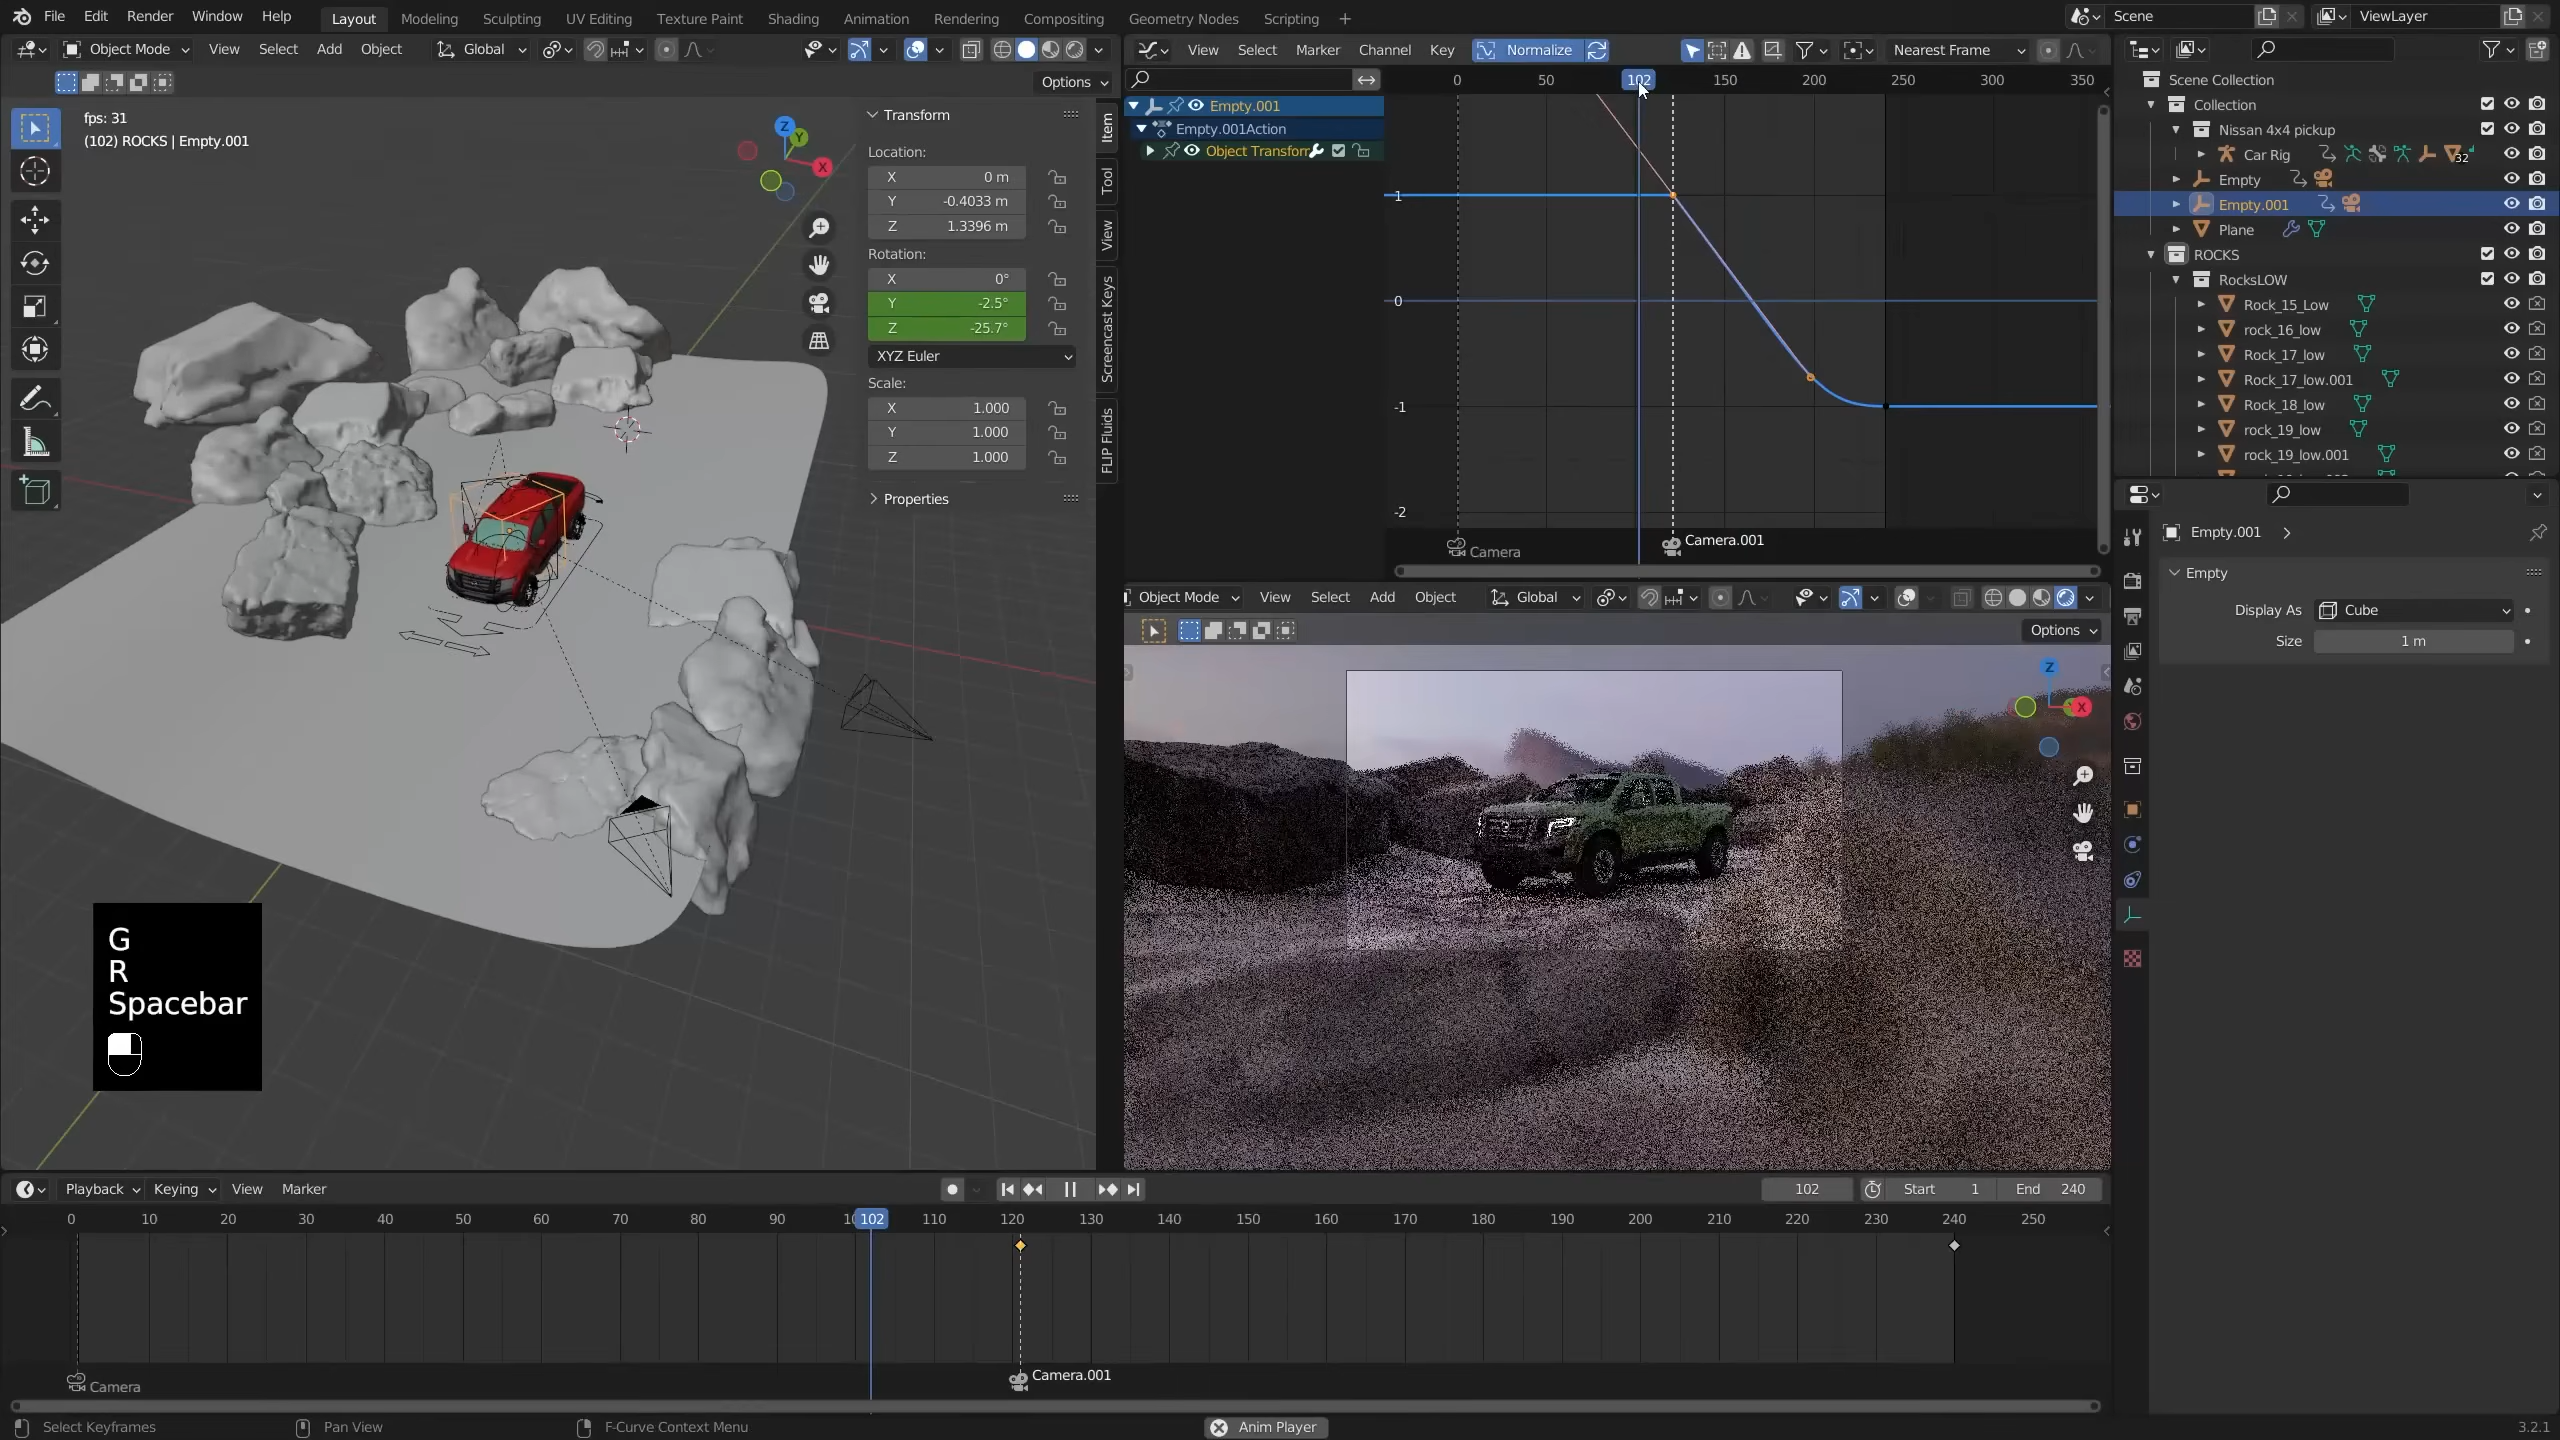 File Edit Render Window Help Layout Modeling Sculpting UV Editing Texture Paint Shading Animation Rendering Compositing Geometry Nodes Scripting + Scene ViewLayer
Object Mode View Select Add Object Global
Options
fps: 31
(102) ROCKS | Empty.001
Z
Y
X
Transform
Location:
X 0 m
Y -0.4033 m
Z 1.3396 m
Rotation:
X 0°
Y -2.5°
Z -25.7°
XYZ Euler
Scale:
X 1.000
Y 1.000
Z 1.000
Properties
Item
Tool
View
Screencast Keys
FLIP Fluids
G
R
Spacebar
View Select Marker Channel Key Normalize Nearest Frame
0 50 102 150 200 250 300 350
Empty.001
Empty.001Action
Object Transfor
1
0
-1
-2
Camera
Camera.001
Object Mode View Select Add Object Global
Options
Z
X
Scene Collection
Collection
Nissan 4x4 pickup
Car Rig 32
Empty
Empty.001
Plane
ROCKS
RocksLOW
Rock_15_Low
rock_16_low
Rock_17_low
Rock_17_low.001
Rock_18_low
rock_19_low
rock_19_low.001
Empty.001
Empty
Display As Cube
Size 1 m
Playback Keying View Marker 102 Start 1 End 240
0 10 20 30 40 50 60 70 80 90 102 110 120 130 140 150 160 170 180 190 200 210 220 230 240 250
Camera
Camera.001
Select Keyframes Pan View F-Curve Context Menu Anim Player 3.2.1